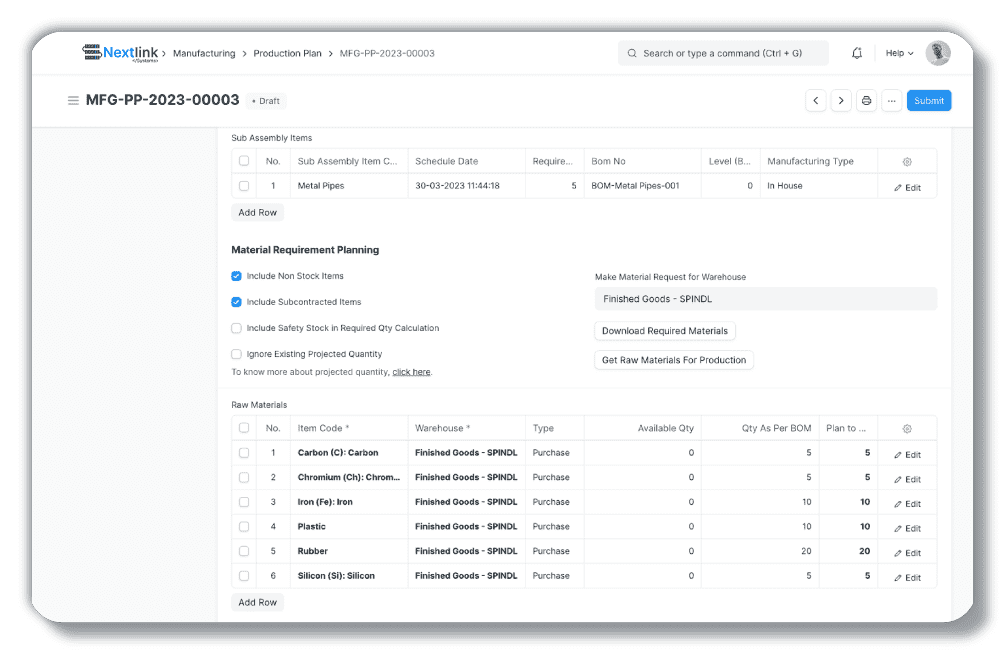 Nextlink > Manufacturing > Production Plan > MFG-PP-2023-00003
</Systems>
Search or type a command (Ctrl + G)
Help
MFG-PP-2023-00003 • Draft
Submit
Sub Assembly Items
No. Sub Assembly Item C... Schedule Date Require... Bom No Level (B... Manufacturing Type
1 Metal Pipes 30-03-2023 11:44:18 5 BOM-Metal Pipes-001 0 In House Edit
Add Row
Material Requirement Planning
Include Non Stock Items
Include Subcontracted Items
Include Safety Stock in Required Qty Calculation
Ignore Existing Projected Quantity
To know more about projected quantity, click here.
Make Material Request for Warehouse
Finished Goods - SPINDL
Download Required Materials
Get Raw Materials For Production
Raw Materials
No. Item Code * Warehouse * Type Available Qty Qty As Per BOM Plan to ...
1 Carbon (C): Carbon Finished Goods - SPINDL Purchase 0 5 5 Edit
2 Chromium (Ch): Chrom... Finished Goods - SPINDL Purchase 0 5 5 Edit
3 Iron (Fe): Iron Finished Goods - SPINDL Purchase 0 10 10 Edit
4 Plastic Finished Goods - SPINDL Purchase 0 10 10 Edit
5 Rubber Finished Goods - SPINDL Purchase 0 20 20 Edit
6 Silicon (Si): Silicon Finished Goods - SPINDL Purchase 0 5 5 Edit
Add Row